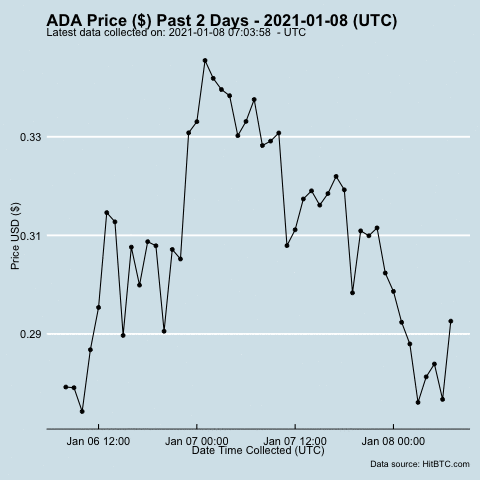 ADA Price ($) Past 2 Days - 2021-01-08 (UTC)
Latest data collected on: 2021-01-08 07:03:58 - UTC
0.33
0.31
0.29
Price USD ($)
Jan 06 12:00 Jan 07 00:00 Jan 07 12:00 Jan 08 00:00
Date Time Collected (UTC)
Data source: HitBTC.com